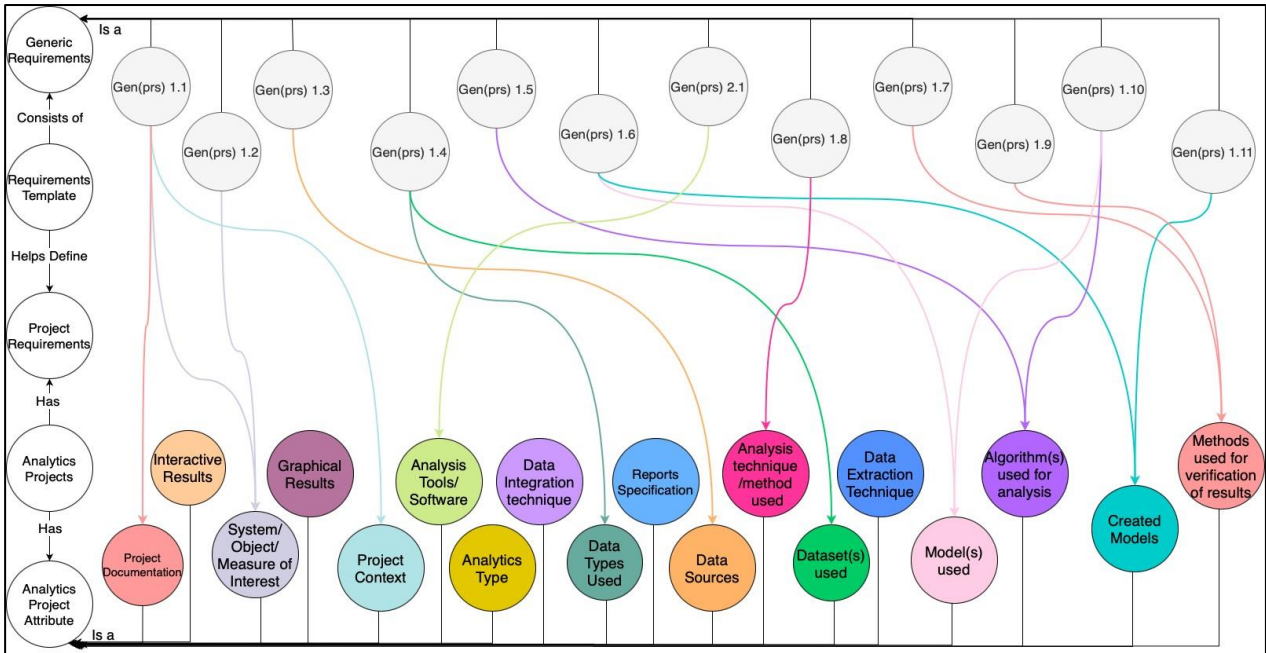 Generic
Requirements
Is a
Consists of
Requirements
Template
Helps Define
Project
Requirements
Has
Analytics
Projects
Has
Analytics
Project
Attribute
Is a
Gen(prs) 1.1
Gen(prs) 1.2
Gen(prs) 1.3
Gen(prs) 1.4
Gen(prs) 1.5
Gen(prs) 1.6
Gen(prs) 2.1
Gen(prs) 1.8
Gen(prs) 1.7
Gen(prs) 1.9
Gen(prs) 1.10
Gen(prs) 1.11
Project
Documentation
Interactive
Results
System/
Object/
Measure of
Interest
Graphical
Results
Project
Context
Analysis
Tools/
Software
Analytics
Type
Data
Integration
technique
Data
Types
Used
Reports
Specification
Data
Sources
Analysis
technique
/method
used
Dataset(s)
used
Data
Extraction
Technique
Model(s)
used
Algorithm(s)
used for
analysis
Created
Models
Methods
used for
verification
of results